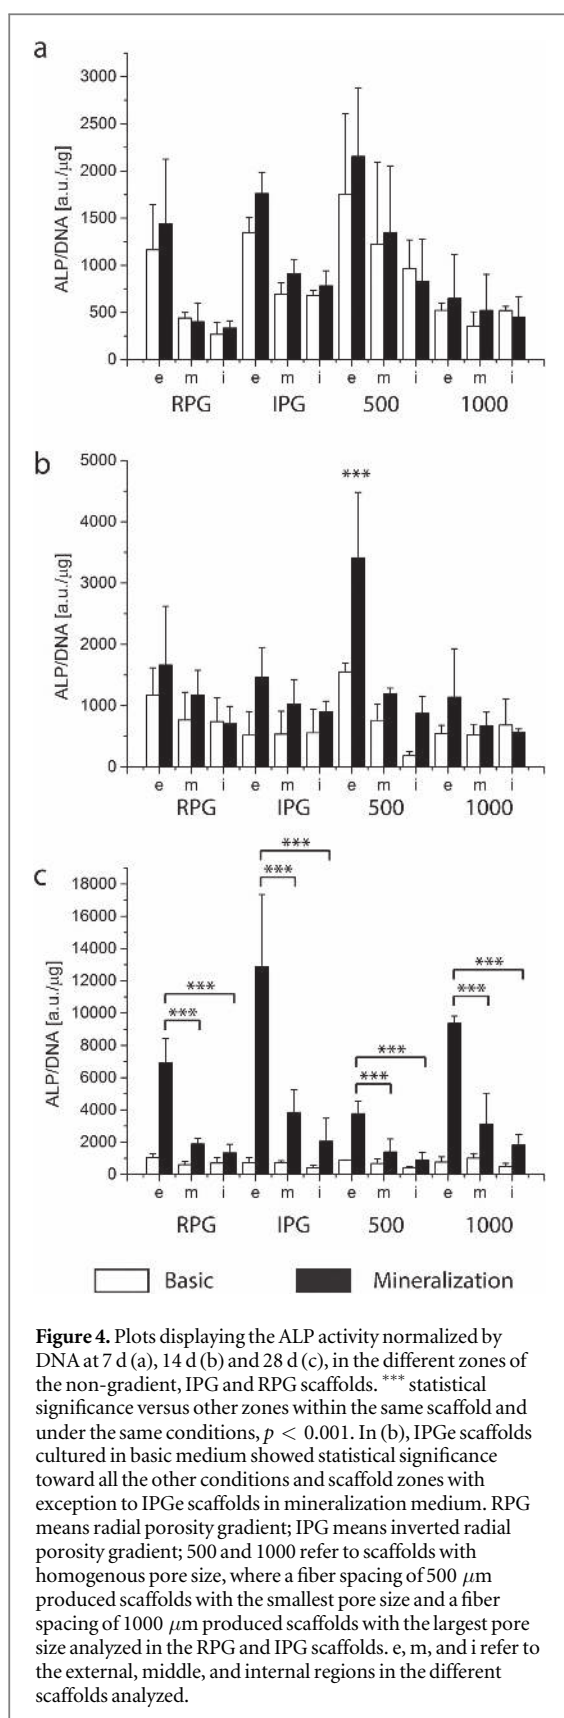 a
3000
2500
2000
1500
1000
500
0
ALP/DNA [a.u./µg]
e m i e m i e m i e m i
RPG IPG 500 1000
b
5000
4000
3000
2000
1000
0
ALP/DNA [a.u./µg]
***
e m i e m i e m i e m i
RPG IPG 500 1000
c
18000
16000
14000
12000
10000
8000
6000
4000
2000
0
ALP/DNA [a.u./µg]
***
***
***
***
***
***
***
***
e m i e m i e m i e m i
RPG IPG 500 1000
Basic Mineralization
Figure 4. Plots displaying the ALP activity normalized by
DNA at 7 d (a), 14 d (b) and 28 d (c), in the different zones of
the non-gradient, IPG and RPG scaffolds. *** statistical
significance versus other zones within the same scaffold and
under the same conditions, p < 0.001. In (b), IPGe scaffolds
cultured in basic medium showed statistical significance
toward all the other conditions and scaffold zones with
exception to IPGe scaffolds in mineralization medium. RPG
means radial porosity gradient; IPG means inverted radial
porosity gradient; 500 and 1000 refer to scaffolds with
homogenous pore size, where a fiber spacing of 500 µm
produced scaffolds with the smallest pore size and a fiber
spacing of 1000 µm produced scaffolds with the largest pore
size analyzed in the RPG and IPG scaffolds. e, m, and i refer to
the external, middle, and internal regions in the different
scaffolds analyzed.